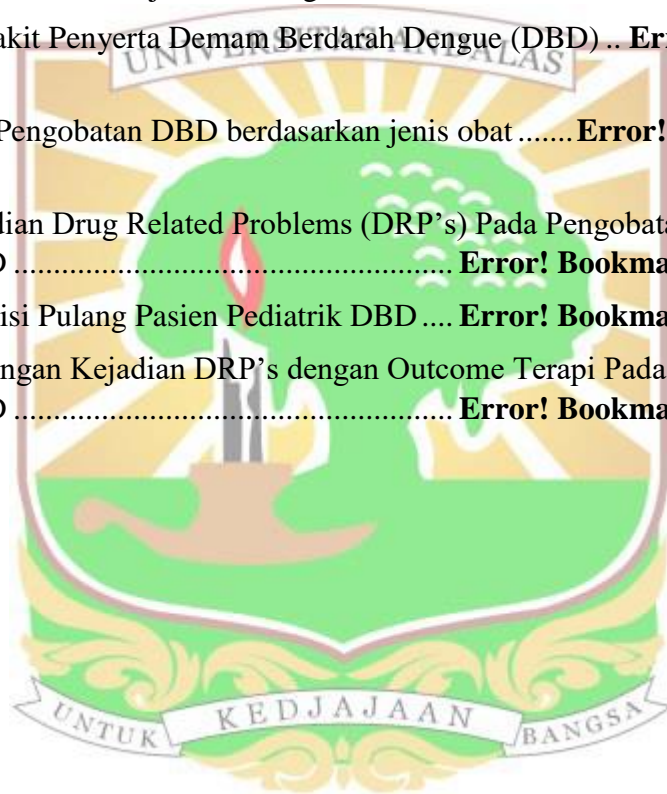 akit Penyerta Demam Berdarah Dengue (DBD) .. Er
UNIVERSITAS ANDALAS
Pengobatan DBD berdasarkan jenis obat ....... Error!
dian Drug Related Problems (DRP’s) Pada Pengobata
D ...................................................... Error! Bookma
isi Pulang Pasien Pediatrik DBD .... Error! Bookma
ngan Kejadian DRP’s dengan Outcome Terapi Pada
D ...................................................... Error! Bookma
UNTUK KEDJAJAAN BANGSA